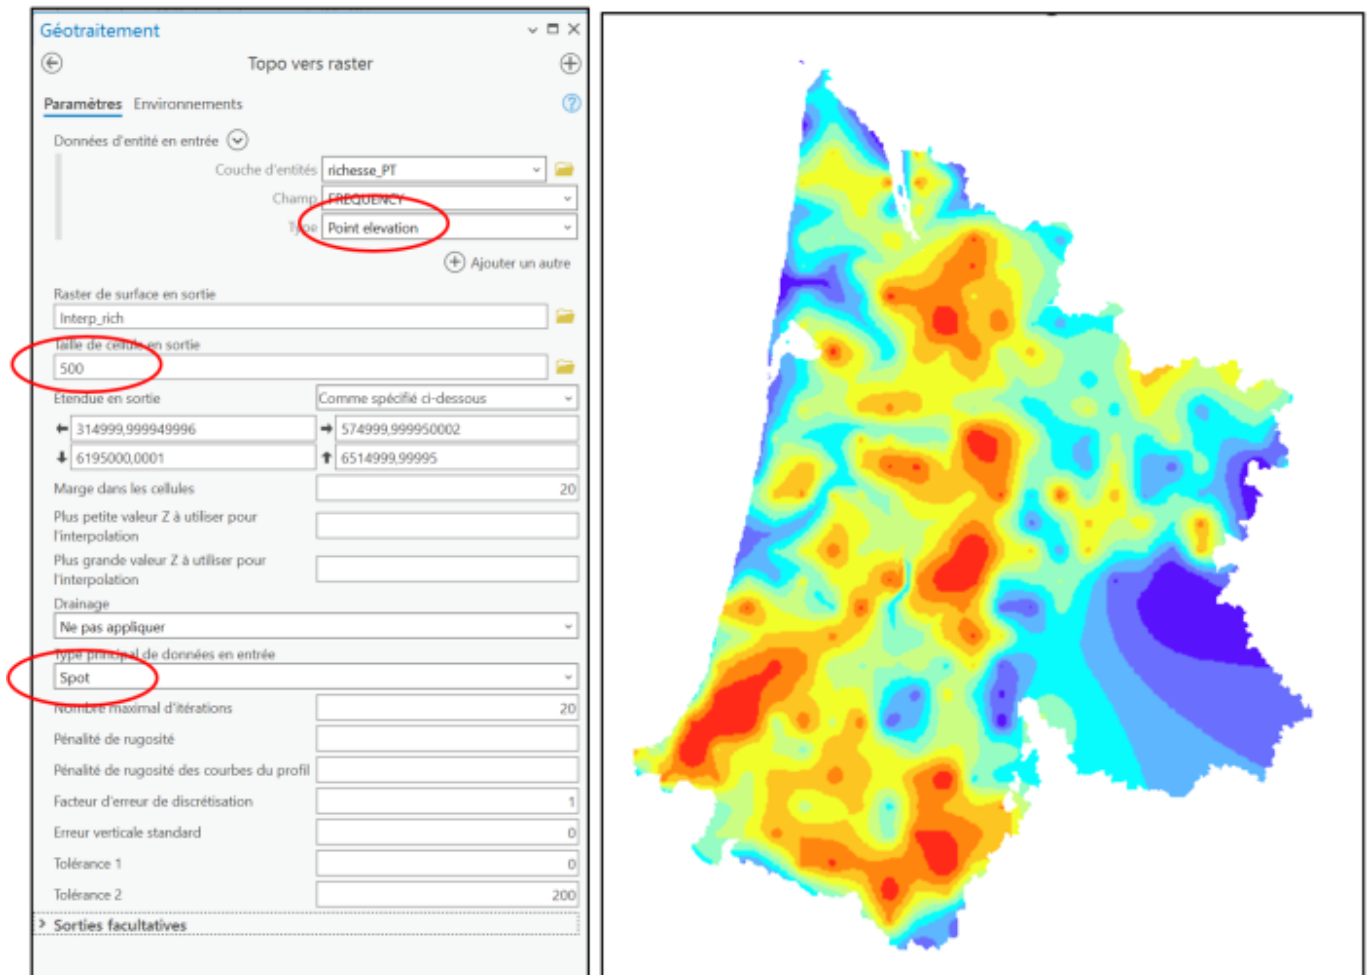 Géotraitement
Topo vers raster
Paramètres Environnements
Données d'entité en entrée
Couche d'entités richesse_PT
Champ FREQUENCY
Type Point elevation
Ajouter un autre
Raster de surface en sortie
Interp_rich
Taille de cellule en sortie
500
Etendue en sortie Comme spécifié ci-dessous
314999,999949996 574999,999950002
6195000,0001 6514999,99995
Marge dans les cellules 20
Plus petite valeur Z à utiliser pour
l'interpolation
Plus grande valeur Z à utiliser pour
l'interpolation
Drainage
Ne pas appliquer
Type principal de données en entrée
Spot
Nombre maximal d'itérations 20
Pénalité de rugosité
Pénalité de rugosité des courbes du profil
Facteur d'erreur de discrétisation 1
Erreur verticale standard 0
Tolérance 1 0
Tolérance 2 200
> Sorties facultatives